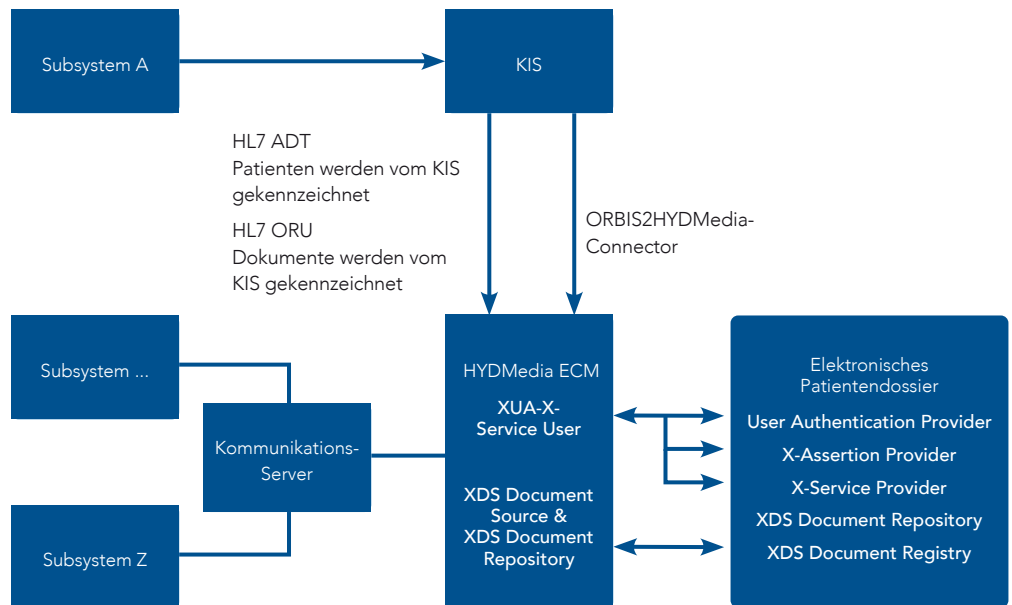 Subsystem A
KIS
HL7 ADT
Patienten werden vom KIS
gekennzeichnet
HL7 ORU
Dokumente werden vom
KIS gekennzeichnet
ORBIS2HYDMedia-
Connector
Subsystem ...
Kommunikations-
Server
Subsystem Z
HYDMedia ECM
XUA-X-
Service User
XDS Document
Source &
XDS Document
Repository
Elektronisches
Patientendossier
User Authentication Provider
X-Assertion Provider
X-Service Provider
XDS Document Repository
XDS Document Registry